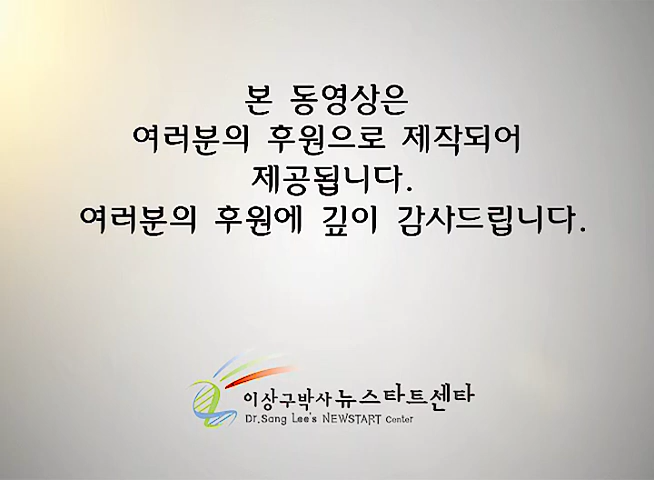 본 동영상은
여러분의 후원으로 제작되어
제공됩니다.
여러분의 후원에 깊이 감사드립니다.
이상구박사 뉴스타트센타
Dr.Sang Lee's NEWSTART Center